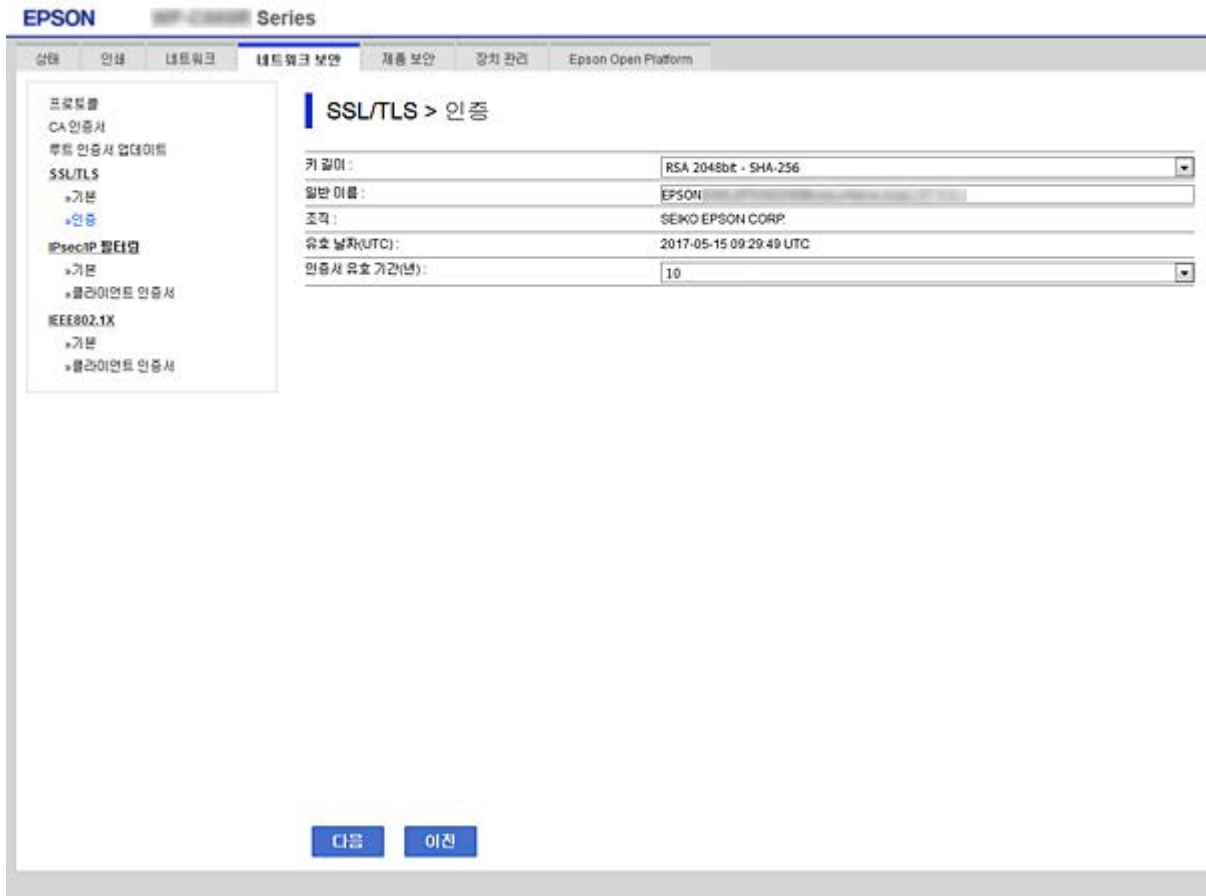 EPSON Series
상태 인쇄 네트워크 네트워크 보안 제품 보안 장치 관리 Epson Open Platform
프로토콜
CA 인증서
루트 인증서 업데이트
SSL/TLS
»기본
»인증
IPsec/IP 필터링
»기본
»클라이언트 인증서
IEEE802.1X
»기본
»클라이언트 인증서
SSL/TLS > 인증
키 길이 : RSA 2048bit - SHA-256
일반 이름 : EPSON
조직 : SEIKO EPSON CORP.
유효 날짜(UTC) : 2017-05-15 09:29:49 UTC
인증서 유효 기간(년) : 10
다음 이전